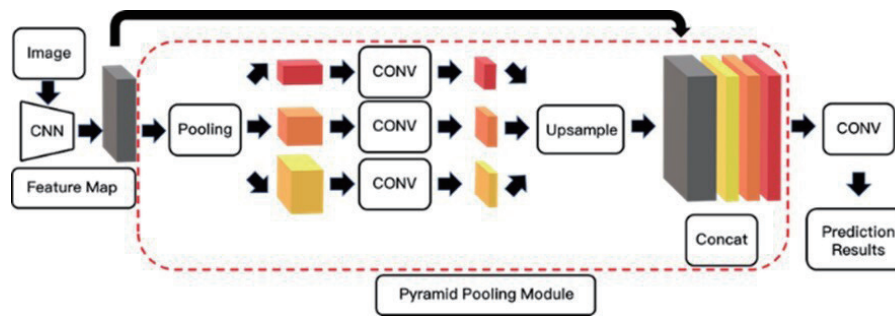 Image
CNN
Feature Map
Pooling
CONV
CONV
CONV
Upsample
Concat
CONV
Prediction
Results
Pyramid Pooling Module